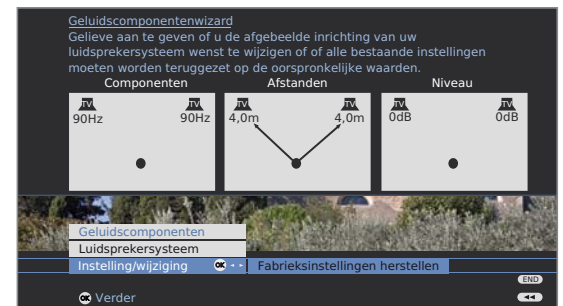 Geluidscomponentenwizard
Gelieve aan te geven of u de afgebeelde inrichting van uw
luidsprekersysteem wenst te wijzigen of of alle bestaande instellingen
moeten worden teruggezet op de oorspronkelijke waarden.
Componenten Afstanden Niveau
TV TV TV TV TV TV
90Hz 90Hz 4,0m 4,0m 0dB 0dB
Geluidscomponenten
Luidsprekersysteem
Instelling/wijziging OK Fabrieksinstellingen herstellen
END
OK Verder